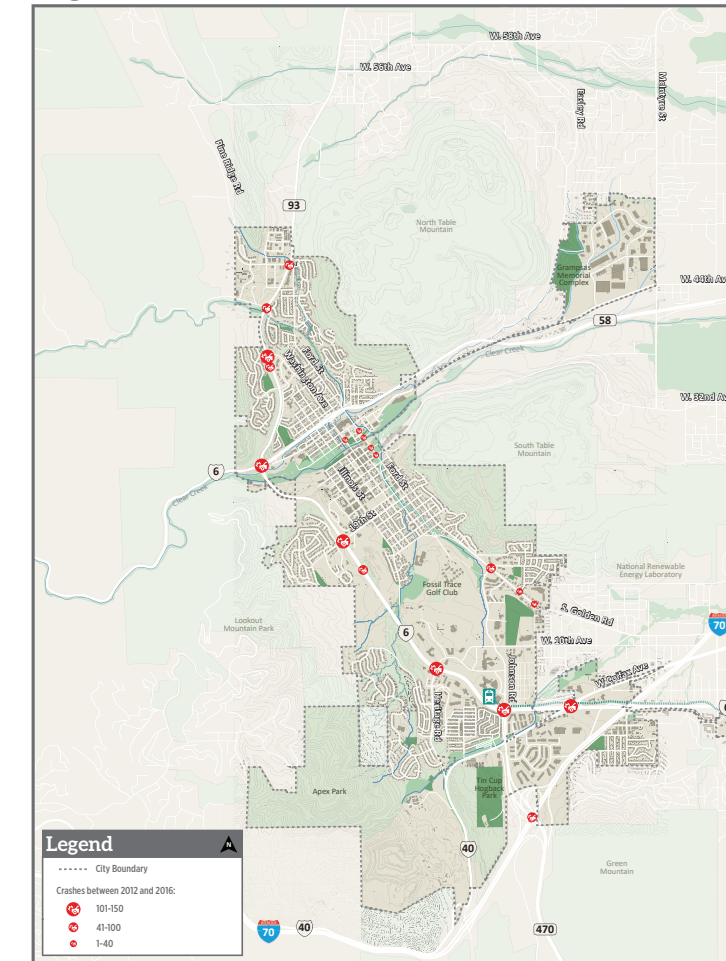 W. 58th Ave
W. 56th Ave
Easley Rd
McIntyre St
Pine Ridge Rd
93
North Table
Mountain
Grampsas
Memorial
Complex
W. 44th Av
58
Clear Creek
Ford St
Washington Ave
W. 32nd Av
South Table
Mountain
6
Clear Creek
Illinois St
Ford St
19th St
National Renewable
Energy Laboratory
Fossil Trace
Golf Club
S. Golden Rd
Lookout
Mountain Park
6
W. 10th Ave
70
Johnson Rd
W Colfax Ave
Heritage Rd
Tin Cup
Hogback
Park
Apex Park
40
Green
Mountain
470
Legend
N
City Boundary
Crashes between 2012 and 2016:
101-150
41-100
1-40
70
40